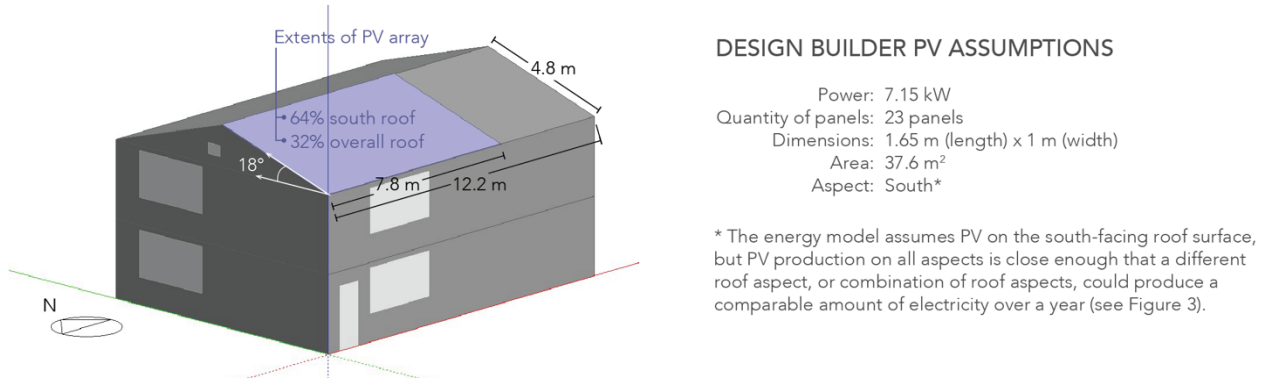 Extents of PV array
64% south roof
32% overall roof
4.8 m
18°
7.8 m
12.2 m
N
DESIGN BUILDER PV ASSUMPTIONS
Power: 7.15 kW
Quantity of panels: 23 panels
Dimensions: 1.65 m (length) x 1 m (width)
Area: 37.6 m²
Aspect: South*
* The energy model assumes PV on the south-facing roof surface,
but PV production on all aspects is close enough that a different
roof aspect, or combination of roof aspects, could produce a
comparable amount of electricity over a year (see Figure 3).